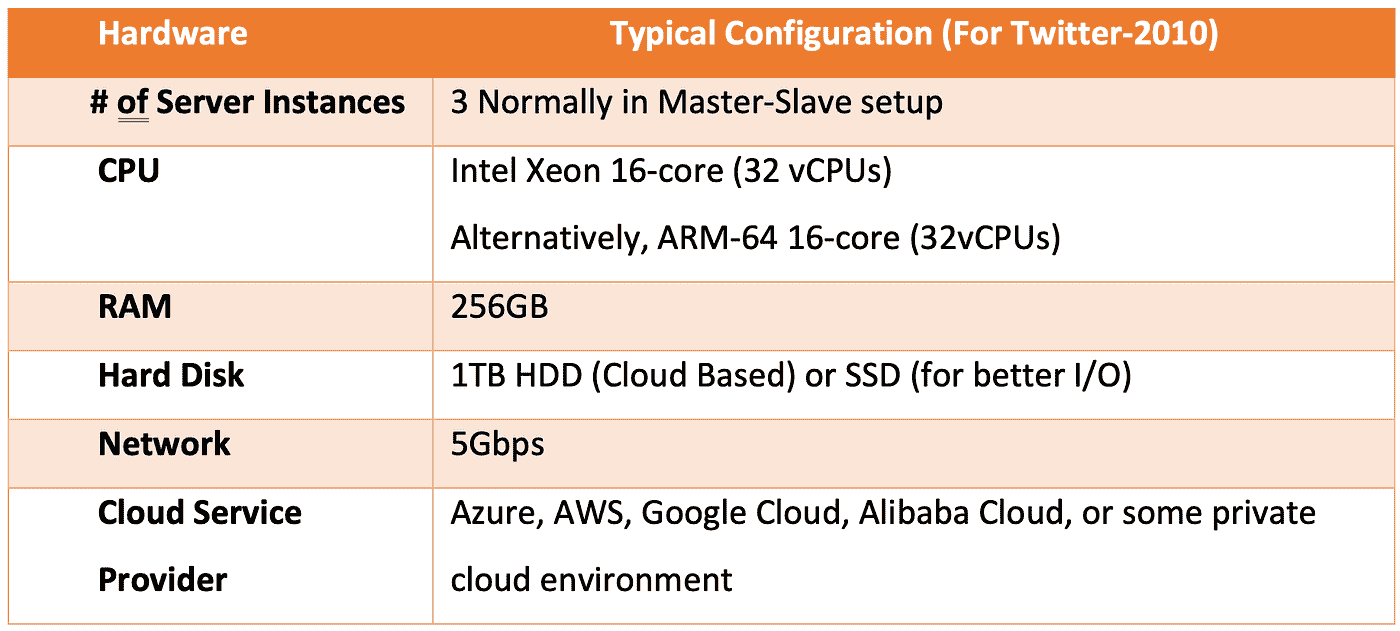 Hardware Typical Configuration (For Twitter-2010)
# of Server Instances 3 Normally in Master-Slave setup
CPU Intel Xeon 16-core (32 vCPUs)
Alternatively, ARM-64 16-core (32vCPUs)
RAM 256GB
Hard Disk 1TB HDD (Cloud Based) or SSD (for better I/O)
Network 5Gbps
Cloud Service Azure, AWS, Google Cloud, Alibaba Cloud, or some private
Provider cloud environment